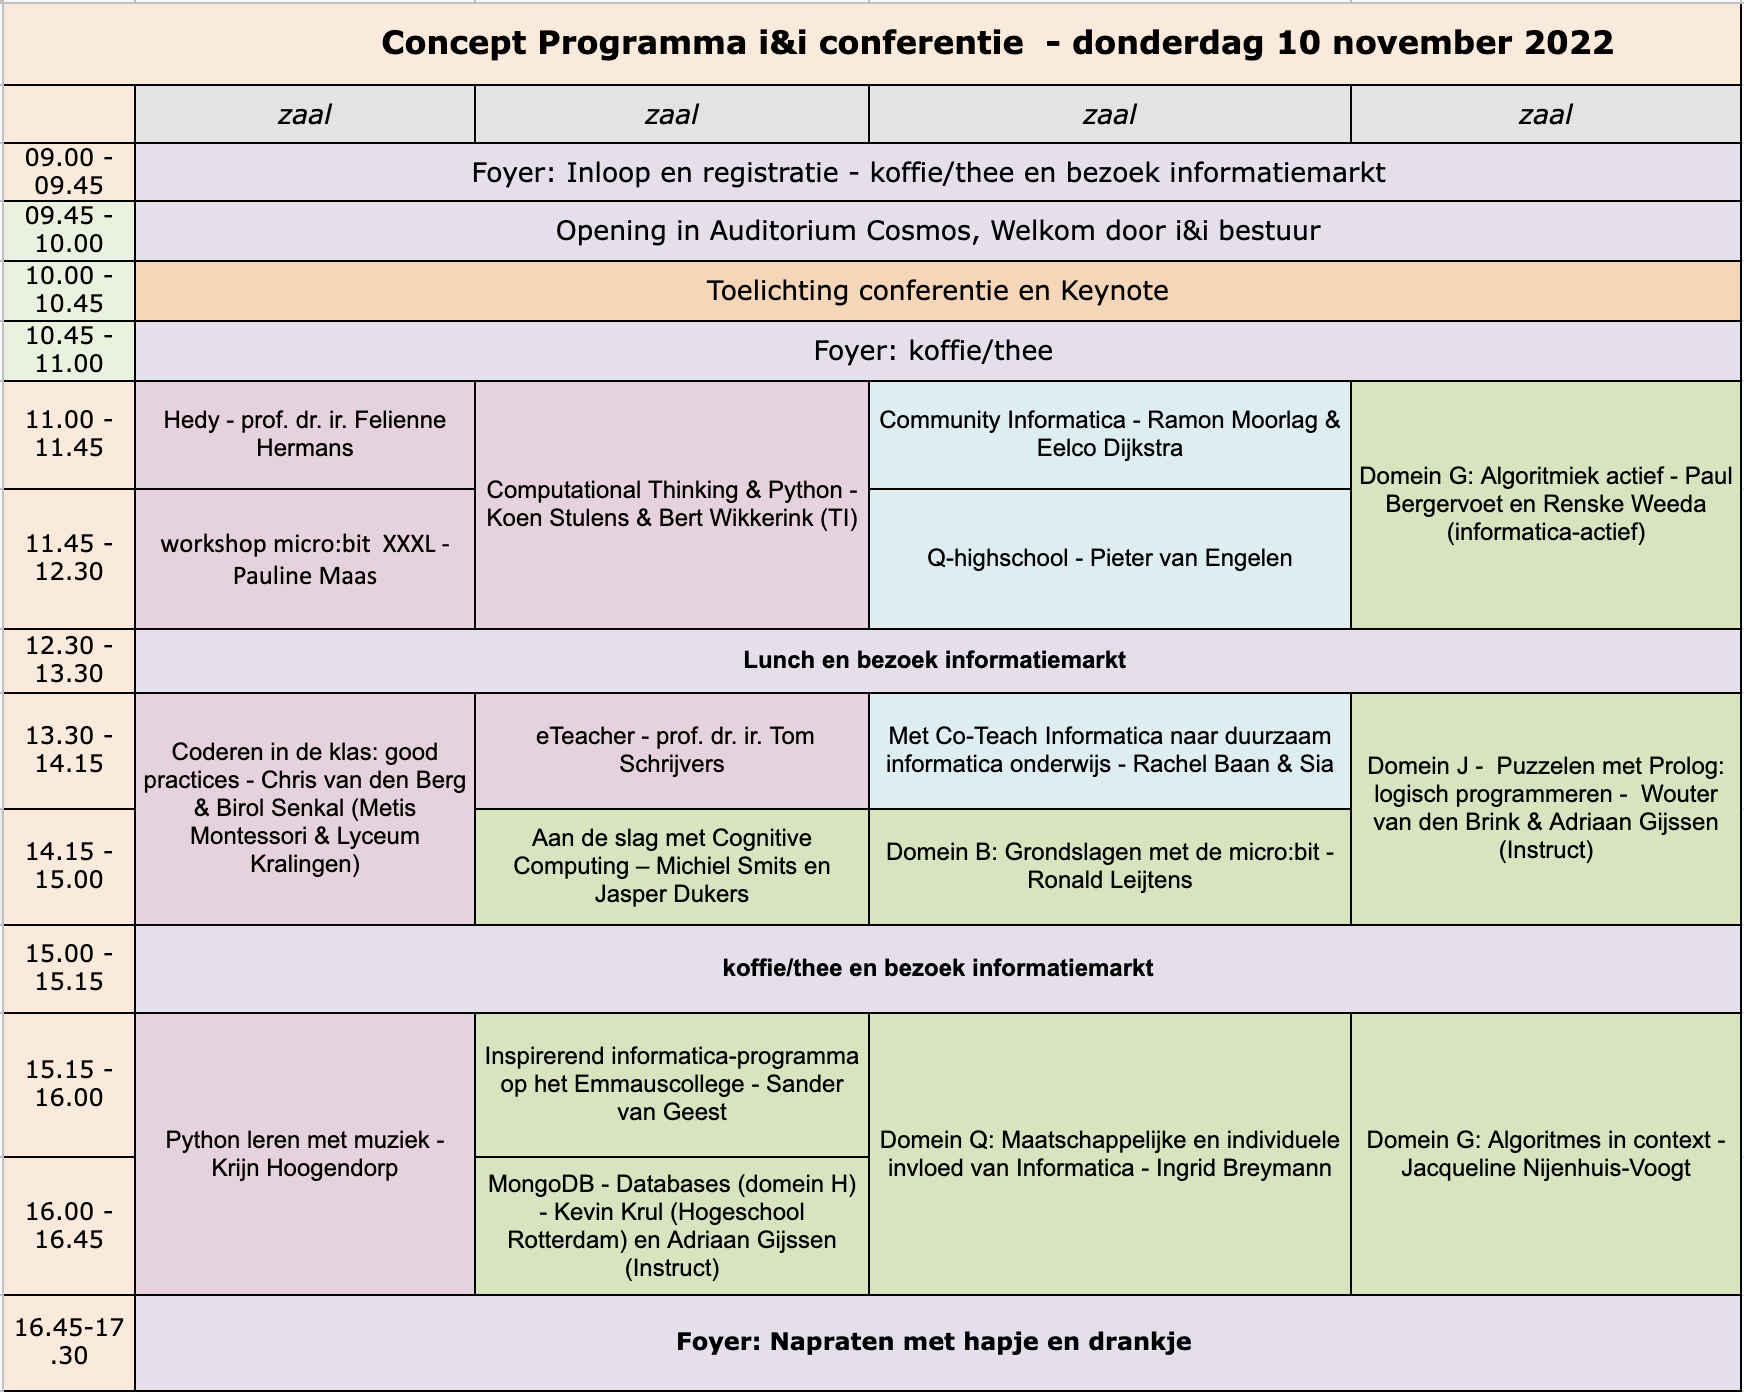 Concept Programma i&i conferentie - donderdag 10 november 2022
zaal
zaal
zaal
zaal
09.00 -
09.45
Foyer: Inloop en registratie - koffie/thee en bezoek informatiemarkt
09.45 -
10.00
Opening in Auditorium Cosmos, Welkom door i&i bestuur
10.00 -
10.45
Toelichting conferentie en Keynote
10.45 -
11.00
Foyer: koffie/thee
11.00 -
11.45
Hedy - prof. dr. ir. Felienne
Hermans
Computational Thinking & Python -
Koen Stulens & Bert Wikkerink (TI)
Community Informatica - Ramon Moorlag &
Eelco Dijkstra
Domein G: Algoritmiek actief - Paul
Bergervoet en Renske Weeda
(informatica-actief)
11.45 -
12.30
workshop micro:bit XXXL -
Pauline Maas
Q-highschool - Pieter van Engelen
12.30 -
13.30
Lunch en bezoek informatiemarkt
13.30 -
14.15
Coderen in de klas: good
practices - Chris van den Berg
& Birol Senkal (Metis
Montessori & Lyceum
Kralingen)
eTeacher - prof. dr. ir. Tom
Schrijvers
Met Co-Teach Informatica naar duurzaam
informatica onderwijs - Rachel Baan & Sia
Domein J - Puzzelen met Prolog:
logisch programmeren - Wouter
van den Brink & Adriaan Gijssen
(Instruct)
14.15 -
15.00
Aan de slag met Cognitive
Computing – Michiel Smits en
Jasper Dukers
Domein B: Grondslagen met de micro:bit -
Ronald Leijtens
15.00 -
15.15
koffie/thee en bezoek informatiemarkt
15.15 -
16.00
Python leren met muziek -
Krijn Hoogendorp
Inspirerend informatica-programma
op het Emmauscollege - Sander
van Geest
Domein Q: Maatschappelijke en individuele
invloed van Informatica - Ingrid Breymann
Domein G: Algoritmes in context -
Jacqueline Nijenhuis-Voogt
16.00 -
16.45
MongoDB - Databases (domein H)
- Kevin Krul (Hogeschool
Rotterdam) en Adriaan Gijssen
(Instruct)
16.45-17
.30
Foyer: Napraten met hapje en drankje